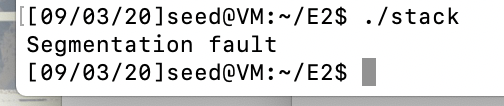 [[09/03/20]seed@VM:~/E2$ ./stack
Segmentation fault
[09/03/20]seed@VM:~/E2$